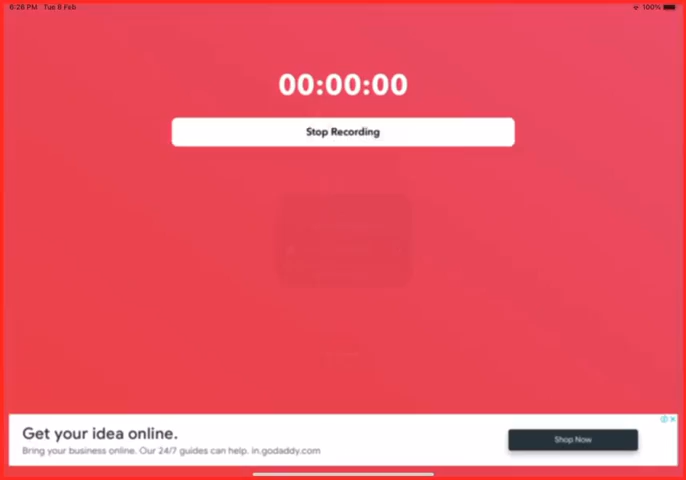 6:28 PM Tue 8 Feb
100%
00:00:00
Stop Recording
Get your idea online.
Bring your business online. Our 24/7 guides can help. in.godaddy.com
Shop Now